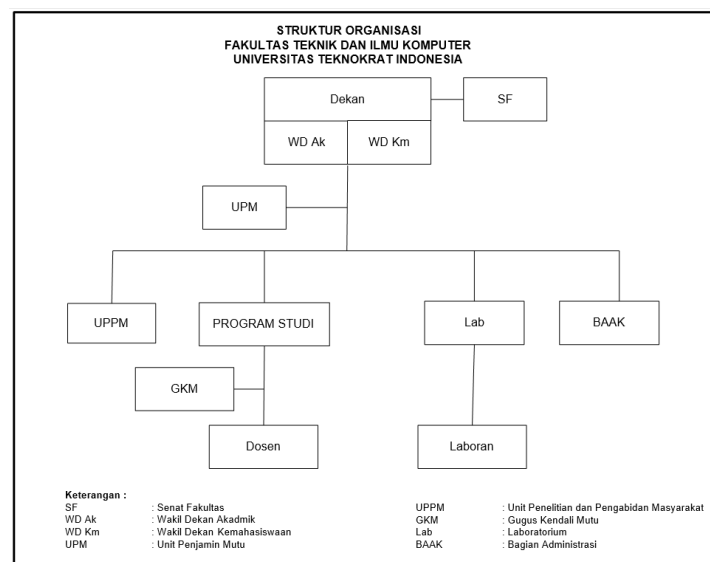 STRUKTUR ORGANISASI
FAKULTAS TEKNIK DAN ILMU KOMPUTER
UNIVERSITAS TEKNOKRAT INDONESIA
Dekan
SF
WD Ak
WD Km
UPM
UPPM
PROGRAM STUDI
Lab
BAAK
GKM
Dosen
Laboran
Keterangan :
SF : Senat Fakultas
WD Ak : Wakil Dekan Akadmik
WD Km : Wakil Dekan Kemahasiswaan
UPM : Unit Penjamin Mutu
UPPM : Unit Penelitian dan Pengabidan Masyarakat
GKM : Gugus Kendali Mutu
Lab : Laboratorium
BAAK : Bagian Administrasi